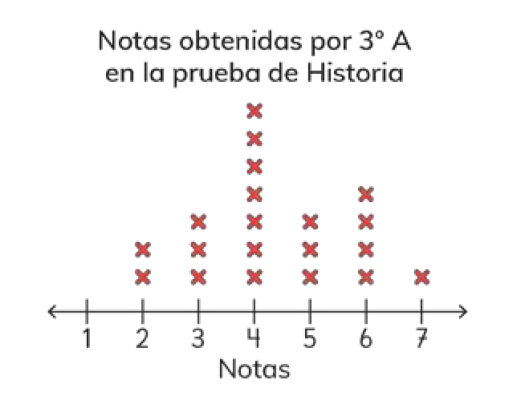 Notas obtenidas por 3° A
en la prueba de Historia
1 2 3 4 5 6 7
Notas